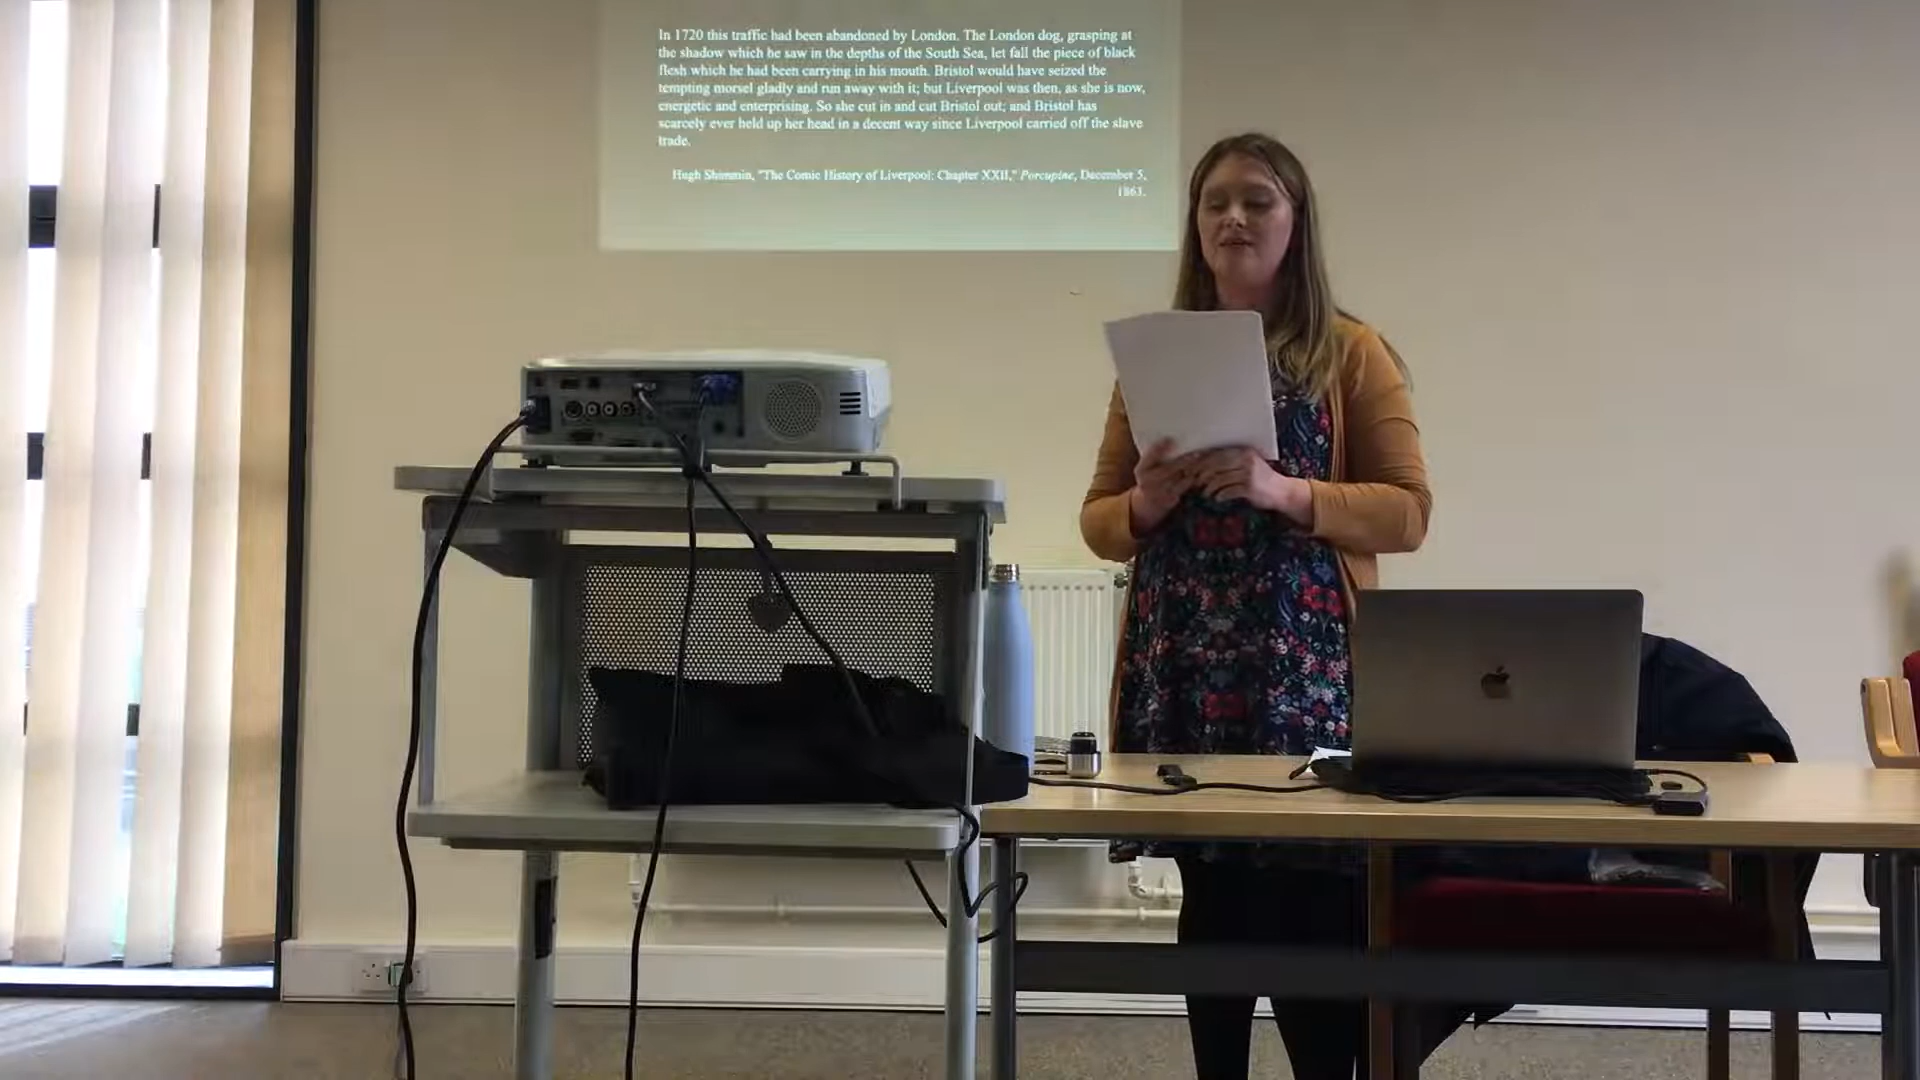 In 1720 this traffic had been abandoned by London. The London dog, grasping at
the shadow which he saw in the depths of the South Sea, let fall the piece of black
flesh which he had been carrying in his mouth. Bristol would have seized the
tempting morsel gladly and run away with it; but Liverpool was then, as she is now,
energetic and enterprising. So she cut in and cut Bristol out; and Bristol has
scarcely ever held up her head in a decent way since Liverpool carried off the slave
trade.
Hugh Shimmin, "The Comic History of Liverpool: Chapter XXII," Porcupine, December 5,
1863.